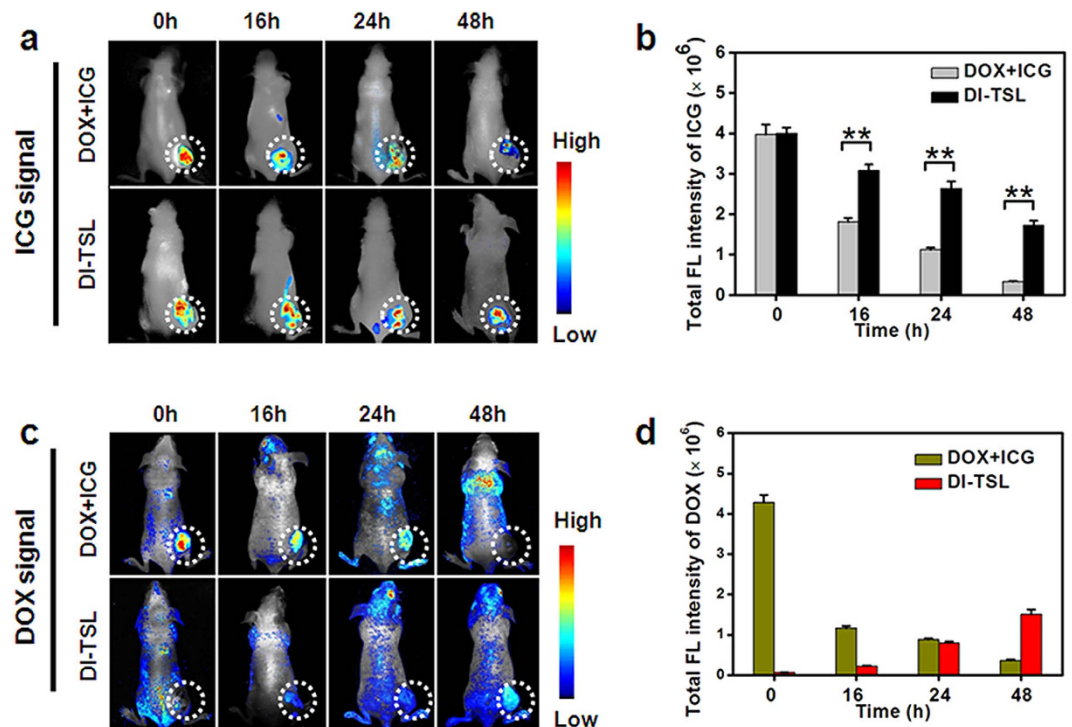 a
0h 16h 24h 48h
ICG signal
DOX+ICG
DI-TSL
High
Low
b
Total FL intensity of ICG (× 10⁶)
6
5
4
3
2
1
0
DOX+ICG
DI-TSL
**
**
**
0 16 24 48
Time (h)
c
0h 16h 24h 48h
DOX signal
DOX+ICG
DI-TSL
High
Low
d
Total FL intensity of DOX (× 10⁶)
6
5
4
3
2
1
0
DOX+ICG
DI-TSL
0 16 24 48
Time (h)